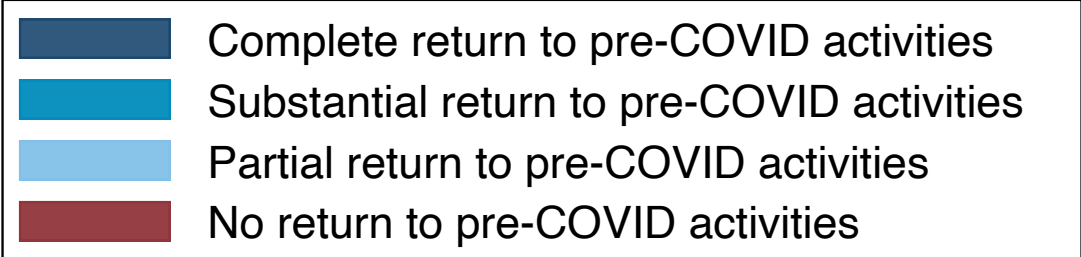 Complete return to pre-COVID activities
Substantial return to pre-COVID activities
Partial return to pre-COVID activities
No return to pre-COVID activities